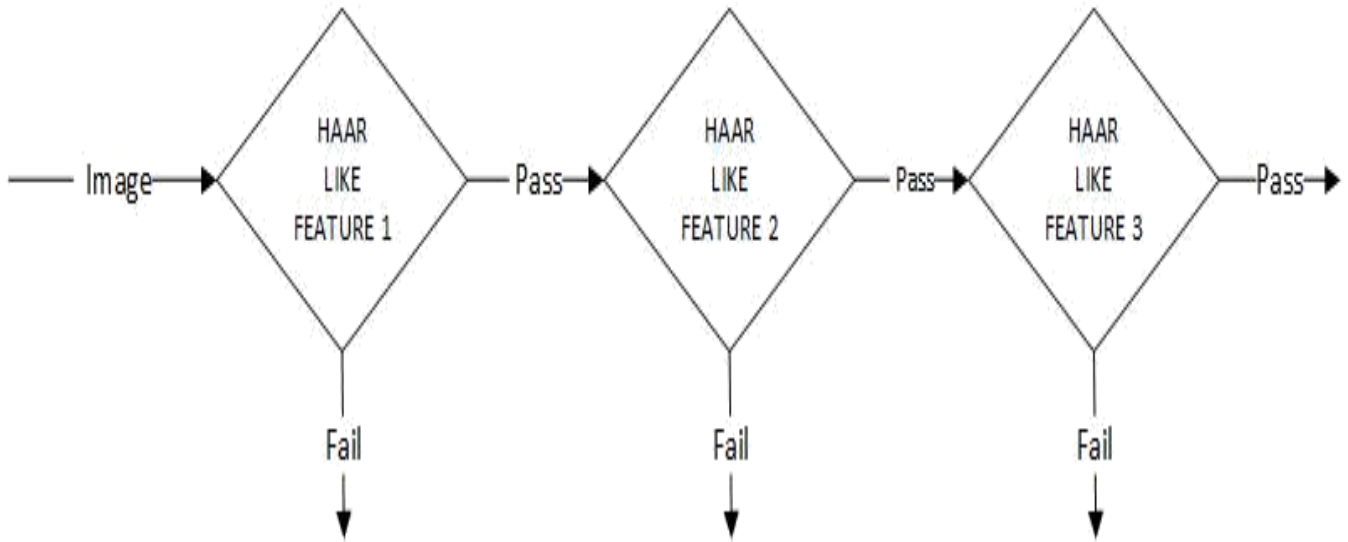 Image
HAAR
LIKE
FEATURE 1
Pass
HAAR
LIKE
FEATURE 2
Pass
HAAR
LIKE
FEATURE 3
Pass
Fail
Fail
Fail